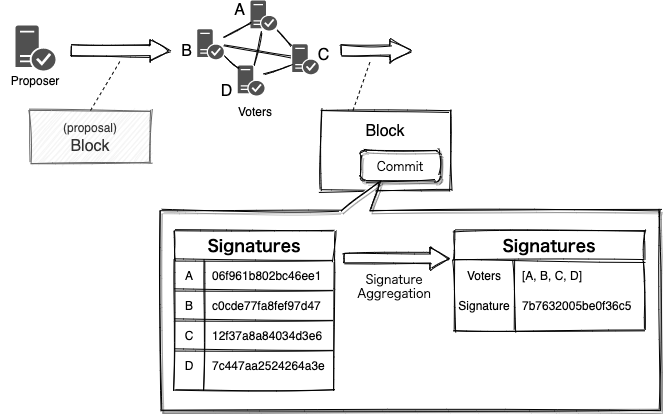 A
B
C
Proposer
D
Voters
(proposal)
Block
Block
Commit
Signatures
A 06f961b802bc46ee1
B c0cde77fa8fef97d47
C 12f37a8a84034d3e6
D 7c447aa2524264a3e
Signature
Aggregation
Signatures
Voters [A, B, C, D]
Signature 7b7632005be0f36c5